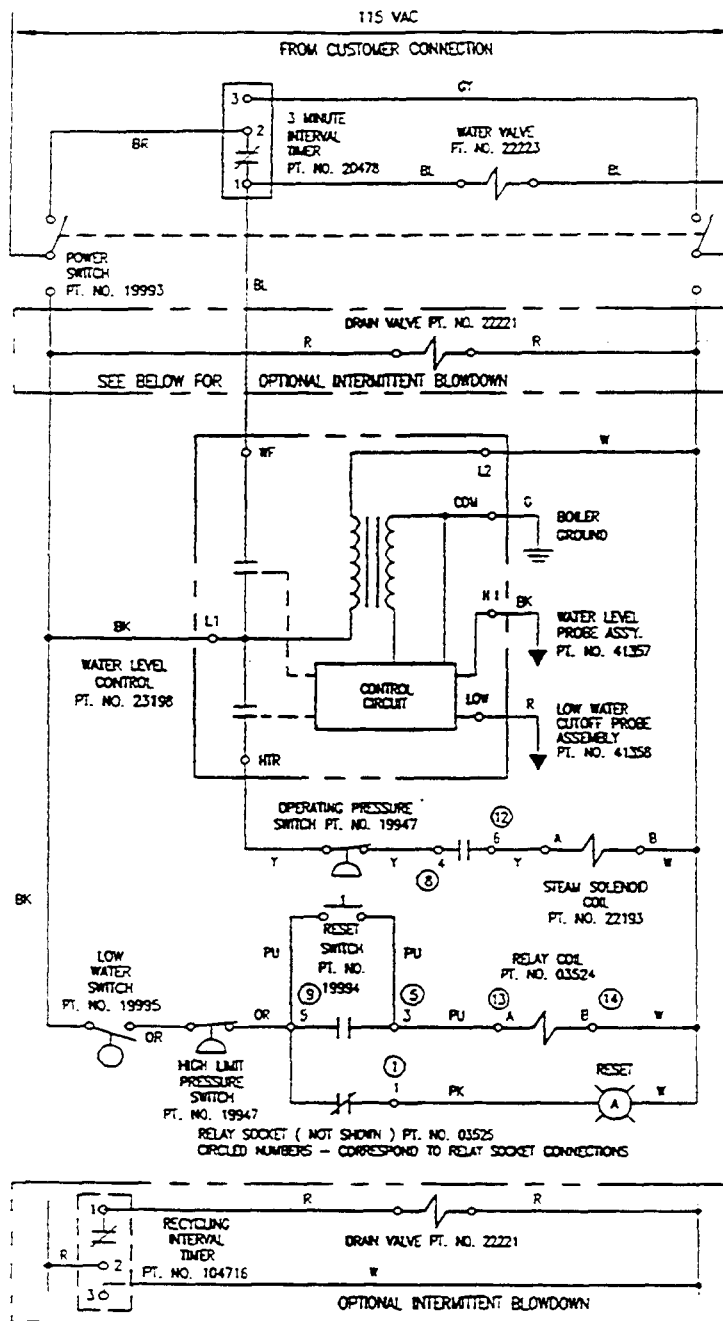 115 VAC
FROM CUSTOMER CONNECTION
3
GY
2
3 MINUTE
INTERVAL
TIMER
PT. NO. 20478
WATER VALVE
PT. NO. 22223
BR
1
BL
BL
POWER
SWITCH
PT. NO. 19993
BL
DRAIN VALVE PT. NO. 22221
R
R
SEE BELOW FOR OPTIONAL INTERMITTENT BLOWDOWN
WF
L2
W
COM
G
BOILER
GROUND
H I
BK
BK
L1
WATER LEVEL
PROBE ASS'Y.
PT. NO. 41357
WATER LEVEL
CONTROL
PT. NO. 23198
CONTROL
CIRCUIT
LOW
R
LOW WATER
CUTOFF PROBE
ASSEMBLY
PT. NO. 41358
HTR
OPERATING PRESSURE
SWITCH PT. NO. 19947
12
Y
Y
4
6
Y
A
B
W
8
STEAM SOLENOID
COIL
PT. NO. 22193
BK
RESET
SWITCH
PT. NO.
19994
PU
PU
RELAY COIL
PT. NO. 03524
LOW
WATER
SWITCH
PT. NO. 19995
9
5
13
14
OR
OR
5
3
PU
A
B
W
HIGH LIMIT
PRESSURE
SWITCH
PT. NO. 19947
1
1
PK
RESET
A
W
RELAY SOCKET ( NOT SHOWN ) PT. NO. 03525
CIRCLED NUMBERS - CORRESPOND TO RELAY SOCKET CONNECTIONS
1
R
R
RECYCLING
INTERVAL
TIMER
PT. NO. 104716
DRAIN VALVE PT. NO. 22221
R
2
W
3
OPTIONAL INTERMITTENT BLOWDOWN